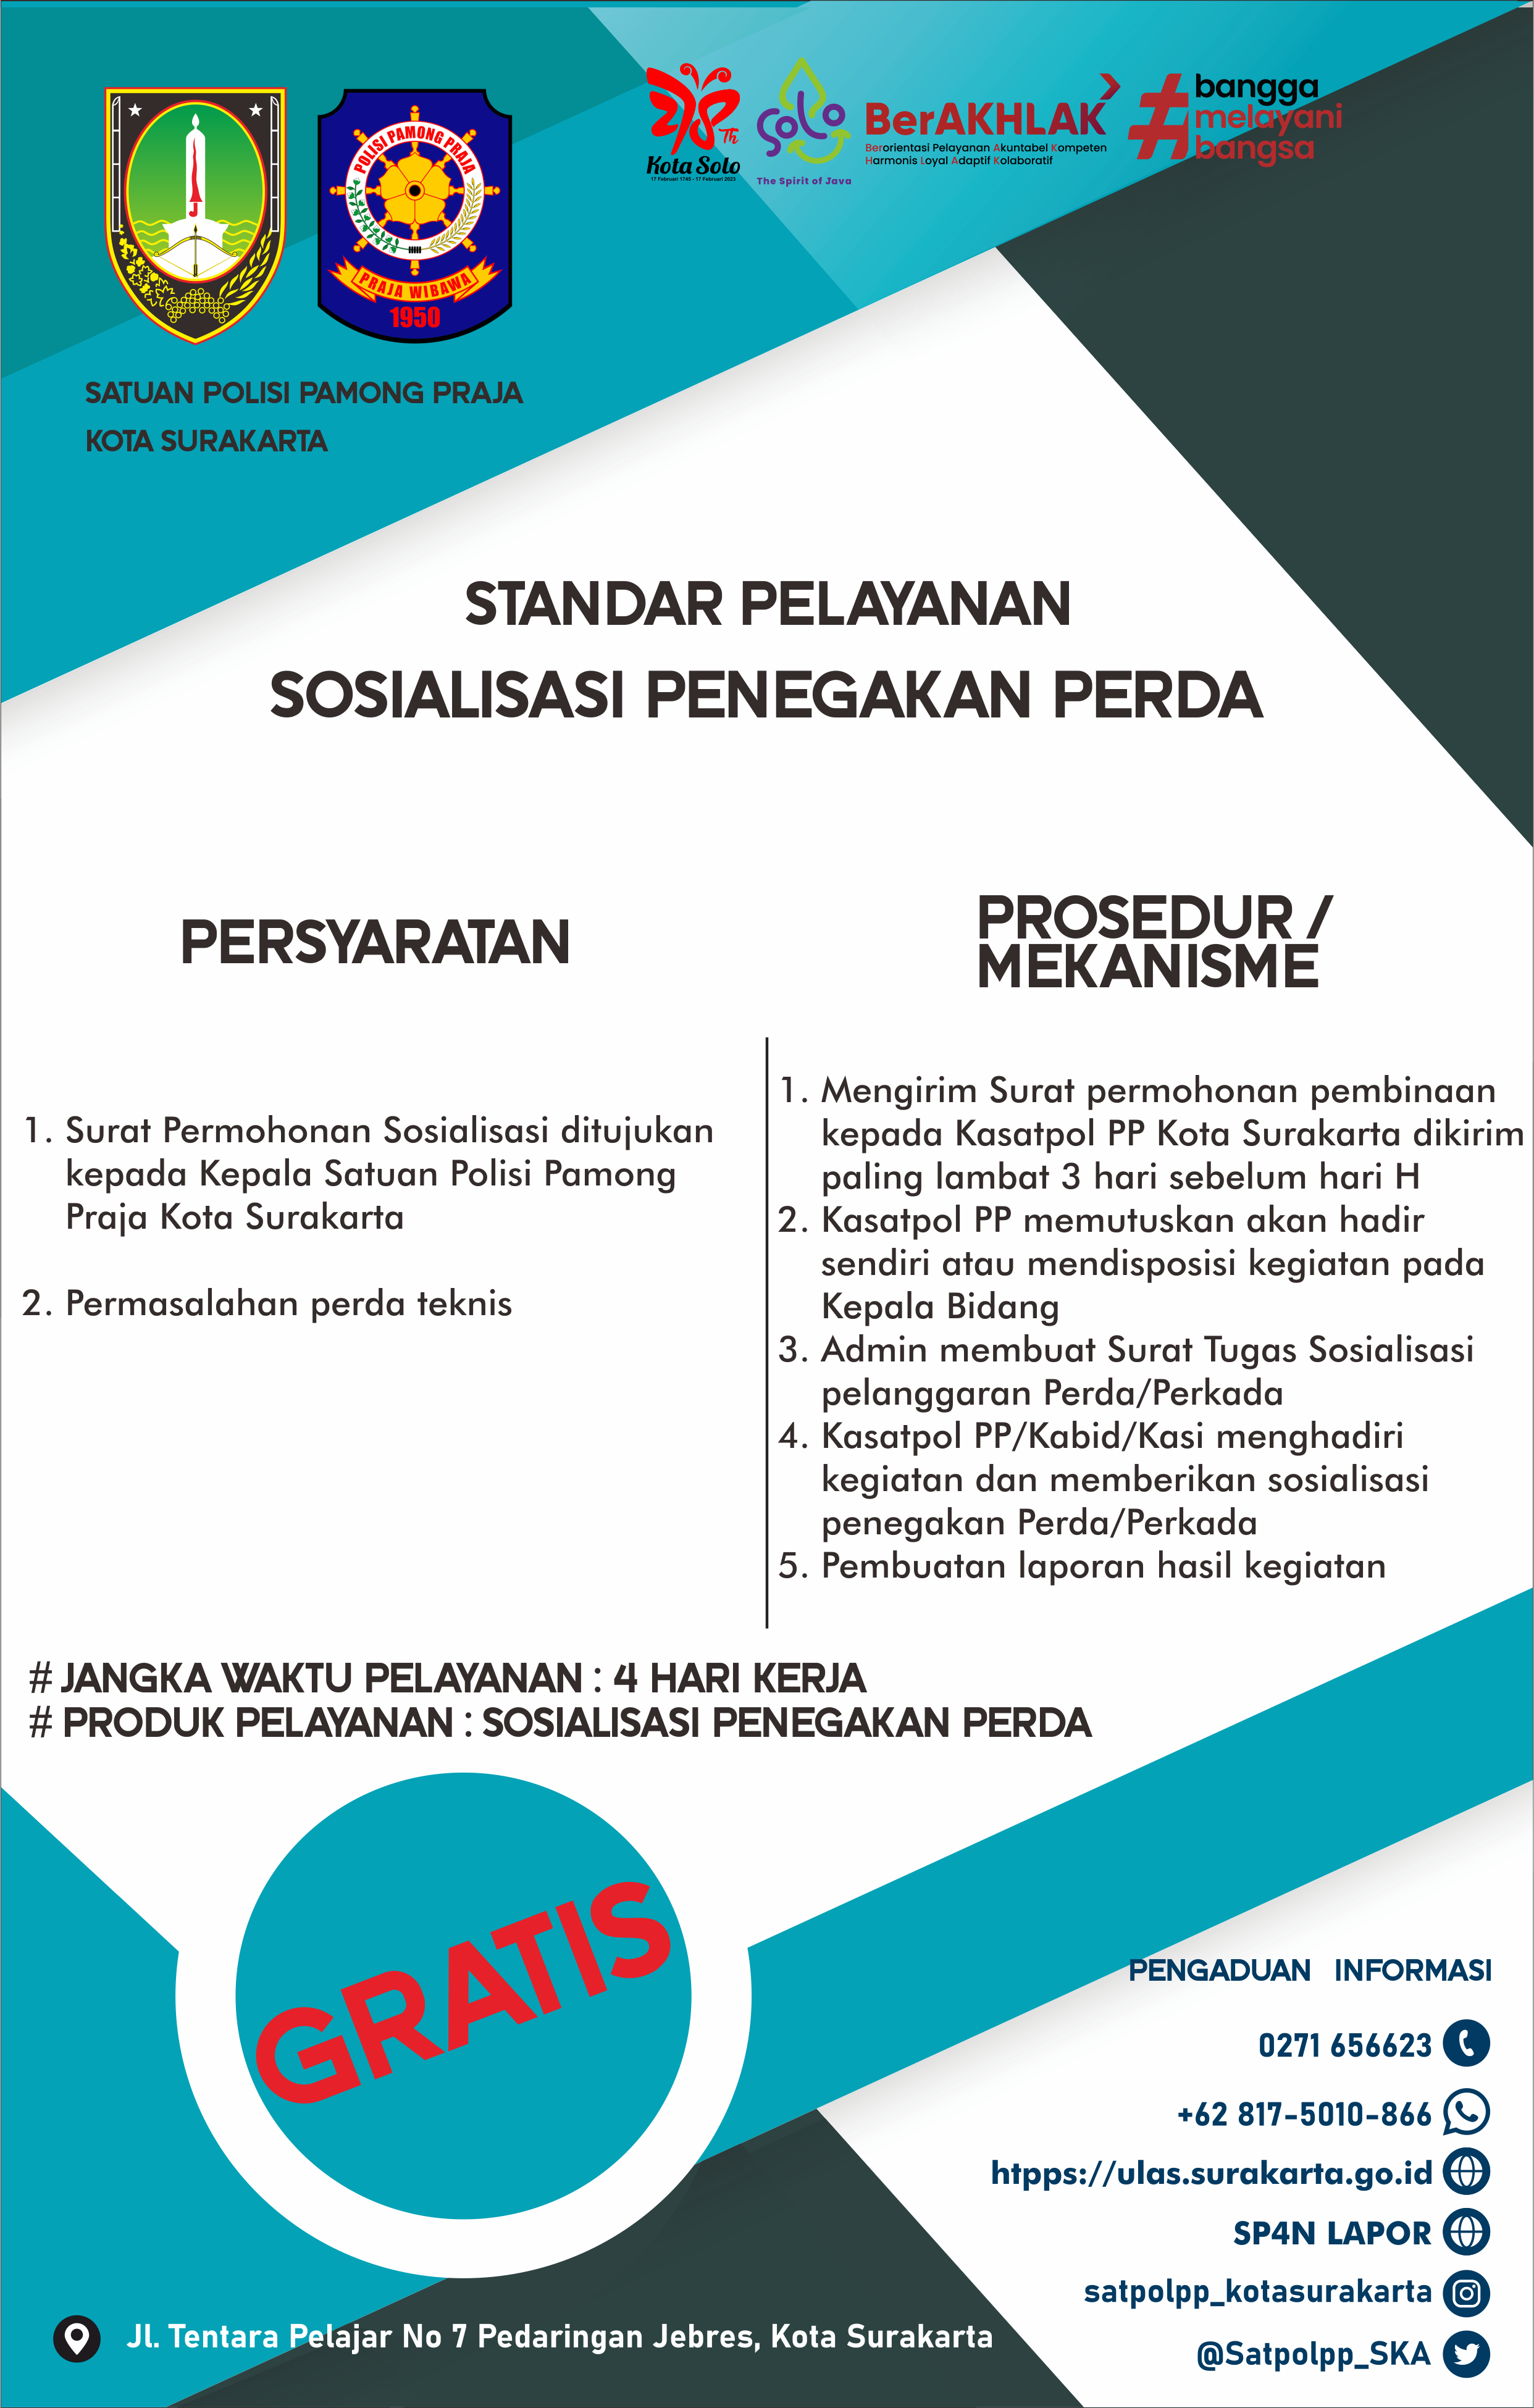 POLISI PAMONG PRAJA
PRAJA WIBAWA
1950
Th
Kota Solo
17 Februari 1745 - 17 Februari 2023
solo
The Spirit of Java
BerAKHLAK
Berorientasi Pelayanan Akuntabel Kompeten
Harmonis Loyal Adaptif Kolaboratif
#bangga
melayani
bangsa
SATUAN POLISI PAMONG PRAJA
KOTA SURAKARTA
STANDAR PELAYANAN
SOSIALISASI PENEGAKAN PERDA
PERSYARATAN
1. Surat Permohonan Sosialisasi ditujukan
kepada Kepala Satuan Polisi Pamong
Praja Kota Surakarta
2. Permasalahan perda teknis
PROSEDUR /
MEKANISME
1. Mengirim Surat permohonan pembinaan
kepada Kasatpol PP Kota Surakarta dikirim
paling lambat 3 hari sebelum hari H
2. Kasatpol PP memutuskan akan hadir
sendiri atau mendisposisi kegiatan pada
Kepala Bidang
3. Admin membuat Surat Tugas Sosialisasi
pelanggaran Perda/Perkada
4. Kasatpol PP/Kabid/Kasi menghadiri
kegiatan dan memberikan sosialisasi
penegakan Perda/Perkada
5. Pembuatan laporan hasil kegiatan
# JANGKA WAKTU PELAYANAN : 4 HARI KERJA
# PRODUK PELAYANAN : SOSIALISASI PENEGAKAN PERDA
GRATIS
PENGADUAN INFORMASI
0271 656623
+62 817-5010-866
htpps://ulas.surakarta.go.id
SP4N LAPOR
satpolpp_kotasurakarta
@Satpolpp_SKA
Jl. Tentara Pelajar No 7 Pedaringan Jebres, Kota Surakarta